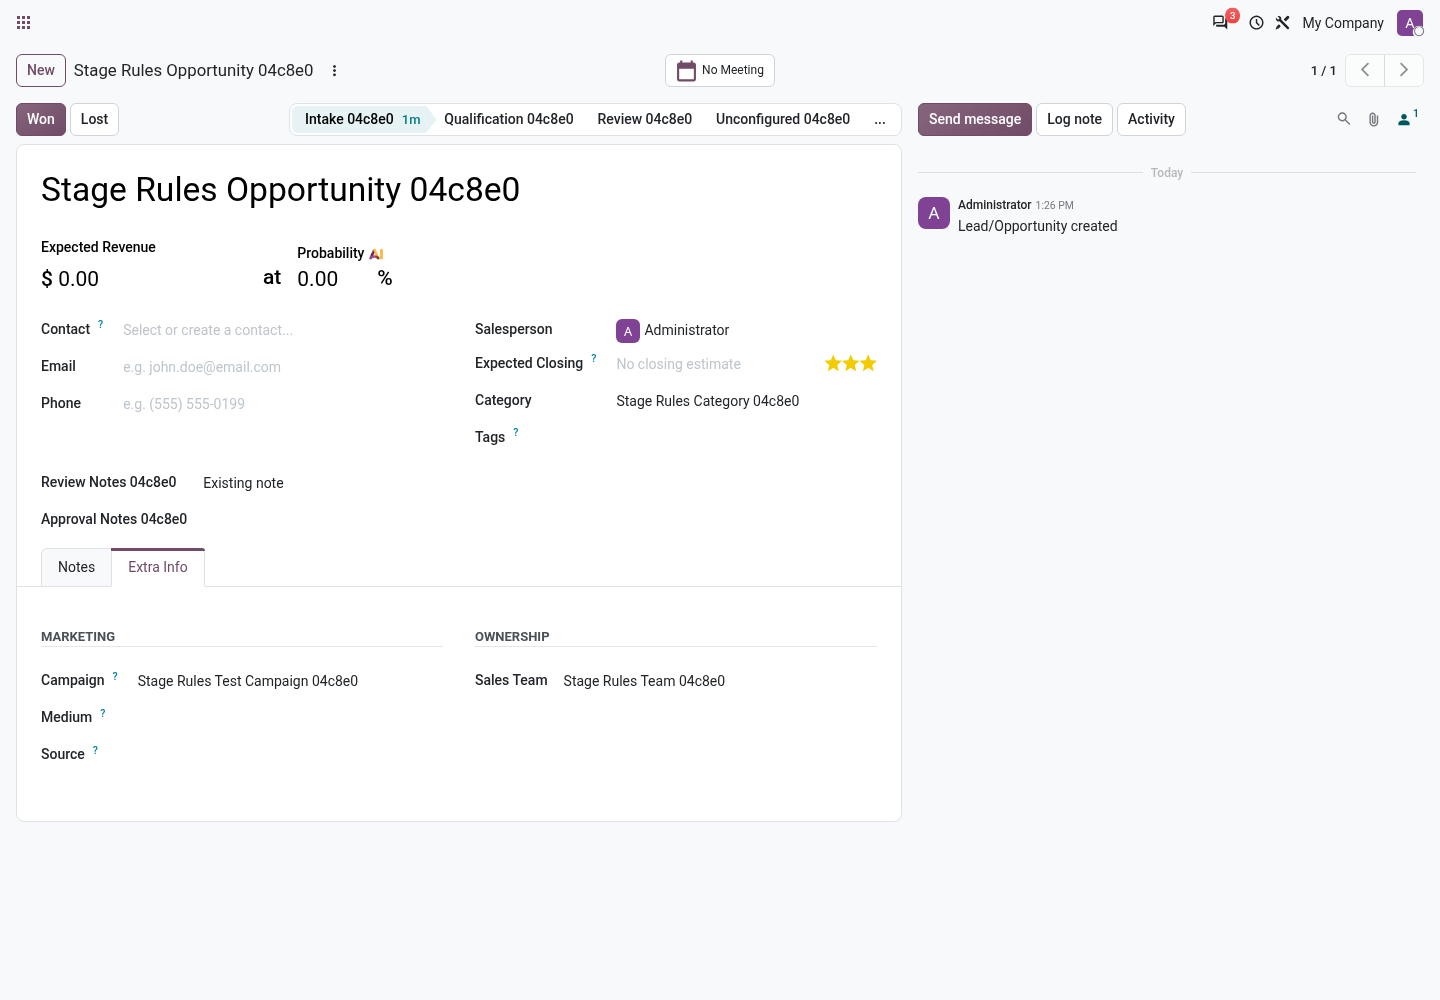 3
My Company
A
New
Stage Rules Opportunity 04c8e0
No Meeting
1 / 1
Won
Lost
Intake 04c8e0 1m
Qualification 04c8e0
Review 04c8e0
Unconfigured 04c8e0
...
Send message
Log note
Activity
1
Stage Rules Opportunity 04c8e0
Expected Revenue
Probability AI
$ 0.00
at
0.00
%
Contact ?
Select or create a contact...
Email
e.g. john.doe@email.com
Phone
e.g. (555) 555-0199
Salesperson
A
Administrator
Expected Closing ?
No closing estimate
Category
Stage Rules Category 04c8e0
Tags ?
Review Notes 04c8e0
Existing note
Approval Notes 04c8e0
Notes
Extra Info
MARKETING
Campaign ?
Stage Rules Test Campaign 04c8e0
Medium ?
Source ?
OWNERSHIP
Sales Team
Stage Rules Team 04c8e0
Today
A
Administrator 1:26 PM
Lead/Opportunity created